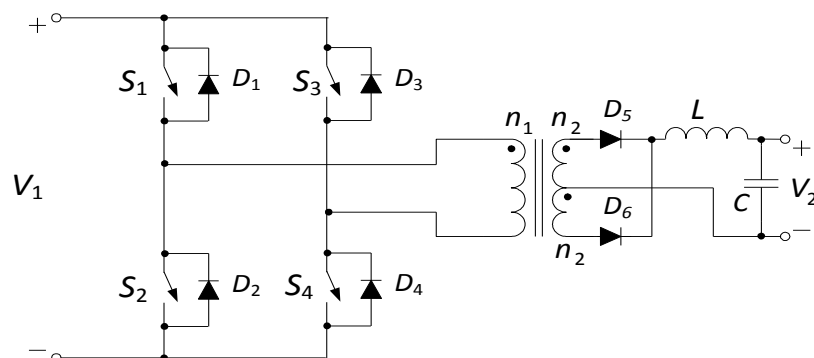 +
S1 D1 S3 D3
n1 n2 D5 L
+
V1 V2
C
D6
n2
S2 D2 S4 D4
−
−